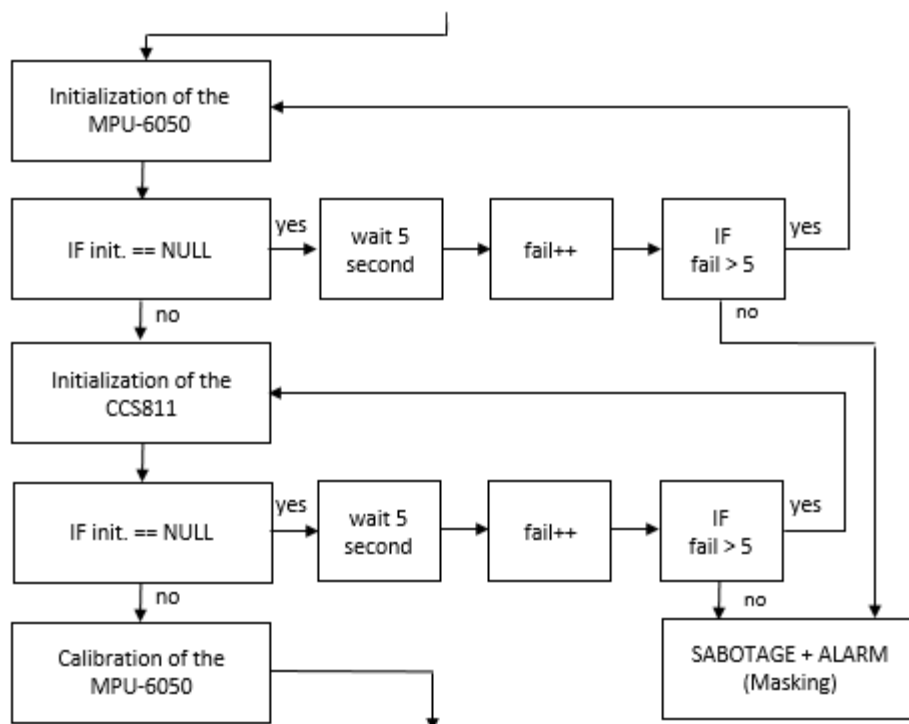 Initialization of the
MPU-6050
IF init. == NULL
yes
wait 5
second
fail++
IF
fail > 5
yes
no
no
Initialization of the
CCS811
IF init. == NULL
yes
wait 5
second
fail++
IF
fail > 5
yes
no
no
Calibration of the
MPU-6050
SABOTAGE + ALARM
(Masking)